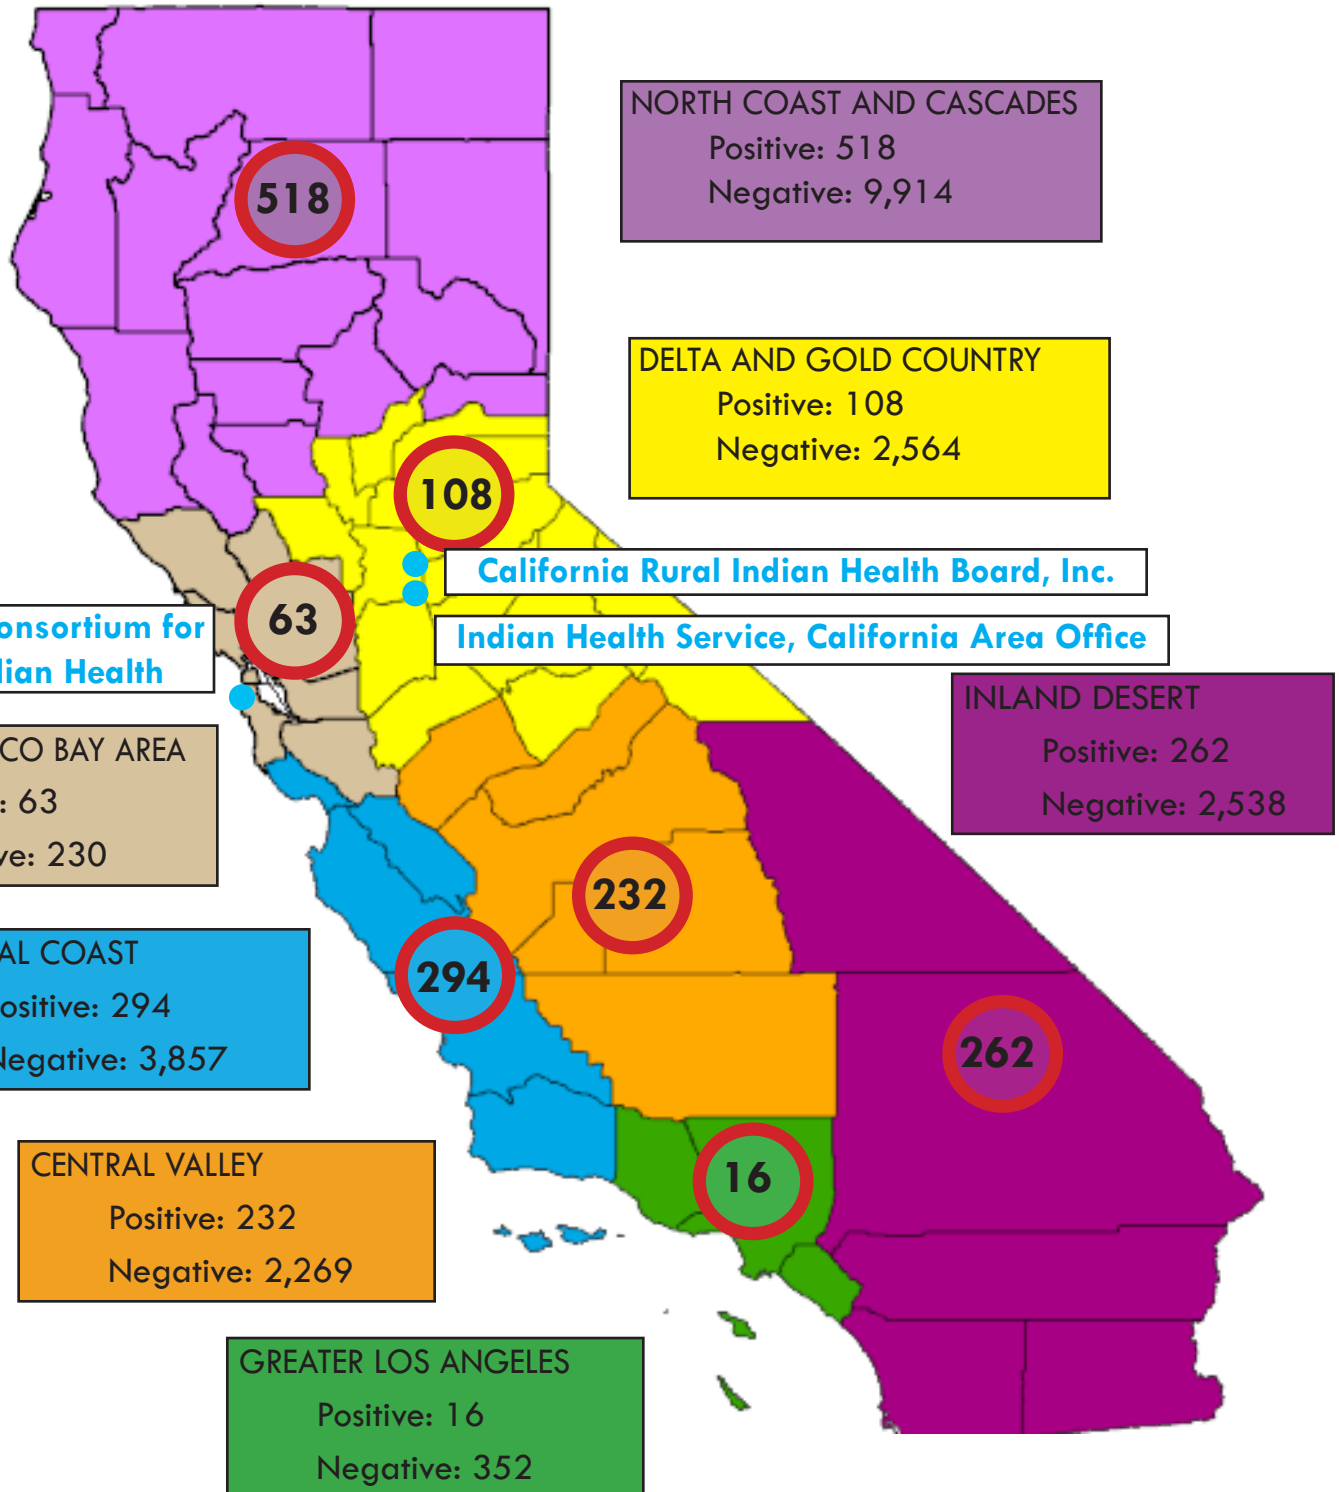 NORTH COAST AND CASCADES
Positive: 518
Negative: 9,914
518
DELTA AND GOLD COUNTRY
Positive: 108
Negative: 2,564
108
California Rural Indian Health Board, Inc.
63
onsortium for
dian Health
Indian Health Service, California Area Office
INLAND DESERT
Positive: 262
Negative: 2,538
CO BAY AREA
: 63
ve: 230
232
AL COAST
ositive: 294
Negative: 3,857
294
262
CENTRAL VALLEY
Positive: 232
Negative: 2,269
16
GREATER LOS ANGELES
Positive: 16
Negative: 352